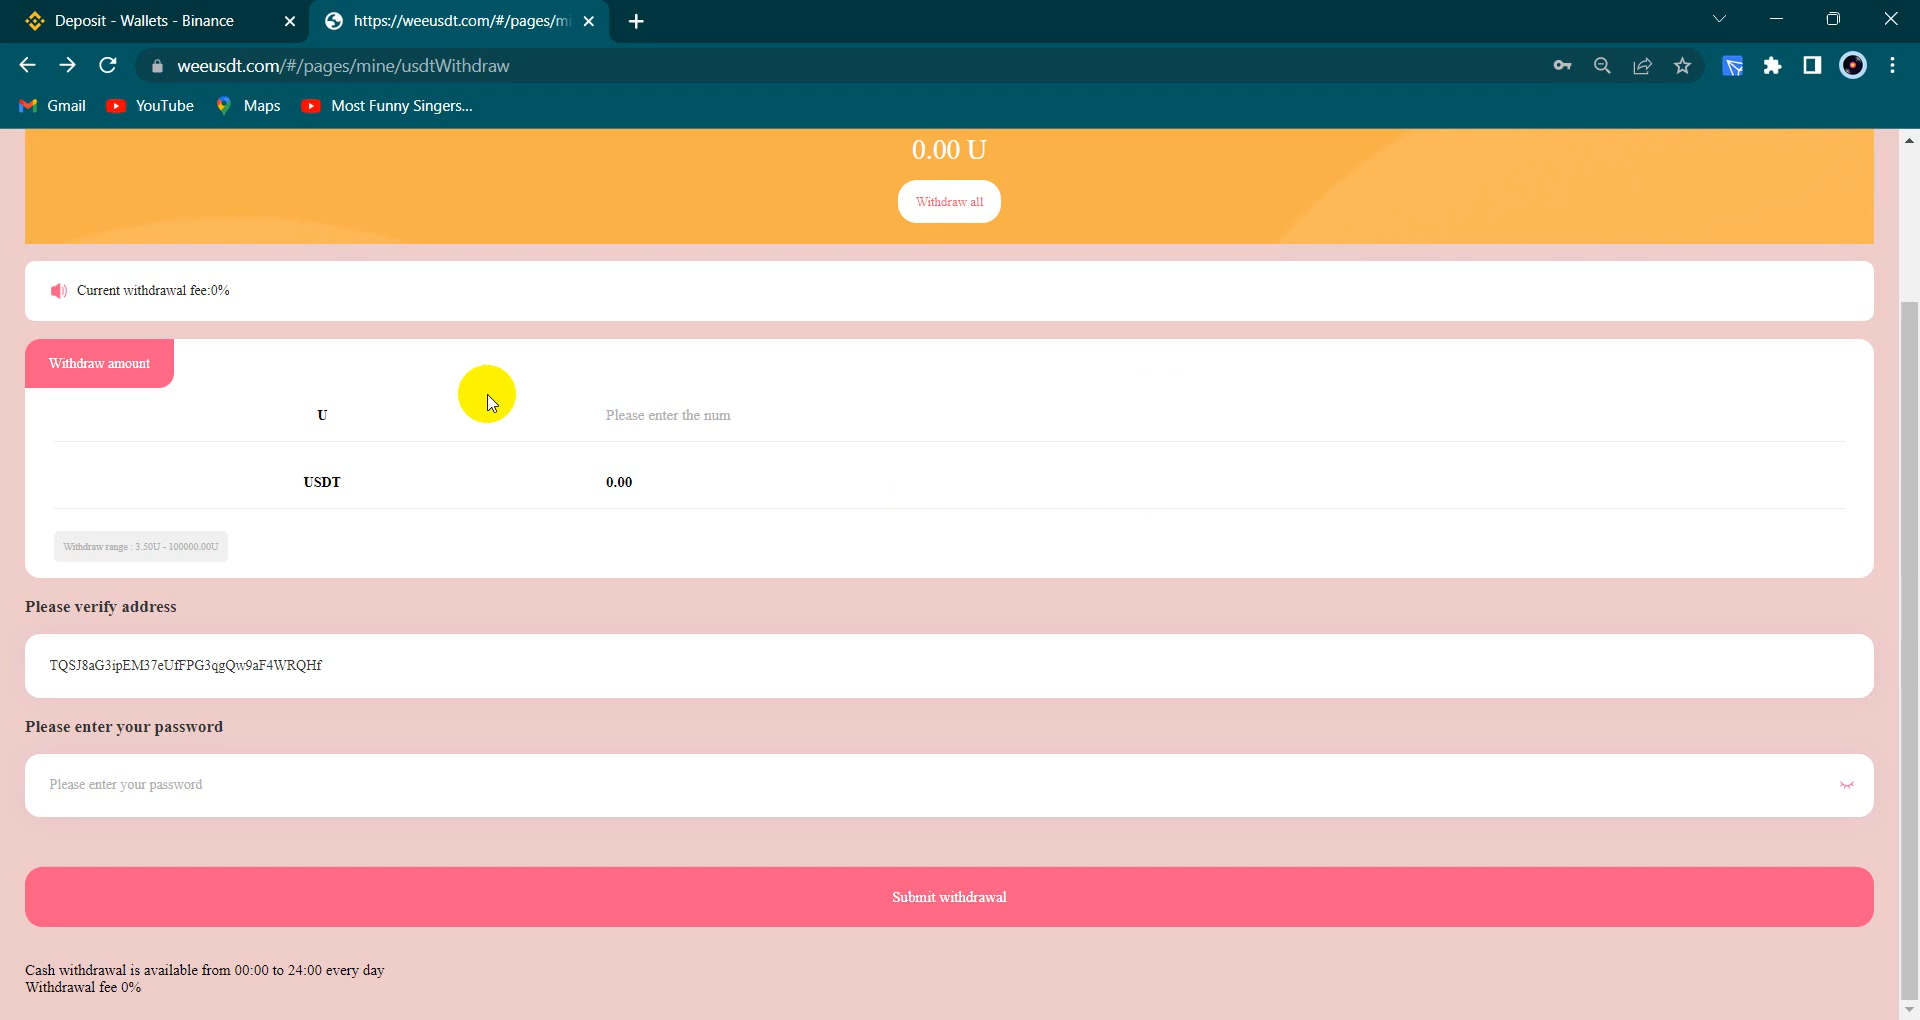 Deposit - Wallets - Binance
https://weeusdt.com/#/pages/mi
weeusdt.com/#/pages/mine/usdtWithdraw
Gmail
YouTube
Maps
Most Funny Singers...
0.00 U
Withdraw all
Current withdrawal fee:0%
Withdraw amount
U
Please enter the num
USDT
0.00
Withdraw range : 3.50U - 100000.00U
Please verify address
TQSJ8aG3ipEM37eUfFPG3qgQw9aF4WRQHf
Please enter your password
Please enter your password
Submit withdrawal
Cash withdrawal is available from 00:00 to 24:00 every day
Withdrawal fee 0%